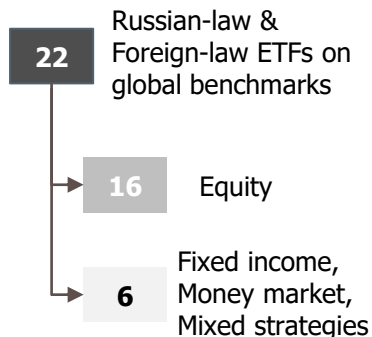 22
Russian-law &
Foreign-law ETFs on
global benchmarks
16
Equity
6
Fixed income,
Money market,
Mixed strategies